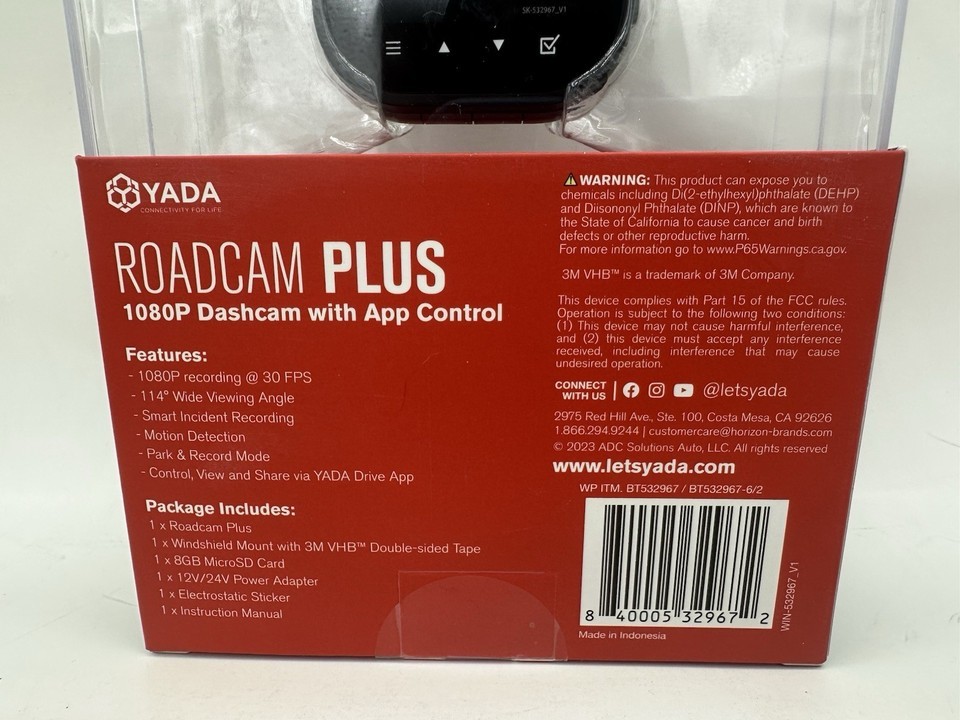 SK-532967_V1
YADA
CONNECTIVITY FOR LIFE
ROADCAM PLUS
1080P Dashcam with App Control
Features:
- 1080P recording @ 30 FPS
- 114° Wide Viewing Angle
- Smart Incident Recording
- Motion Detection
- Park & Record Mode
- Control, View and Share via YADA Drive App
Package Includes:
1 x Roadcam Plus
1 x Windshield Mount with 3M VHB™ Double-sided Tape
1 x 8GB MicroSD Card
1 x 12V/24V Power Adapter
1 x Electrostatic Sticker
1 x Instruction Manual
WARNING: This product can expose you to
chemicals including Di(2-ethylhexyl)phthalate (DEHP)
and Diisononyl Phthalate (DINP), which are known to
the State of California to cause cancer and birth
defects or other reproductive harm.
For more information go to www.P65Warnings.ca.gov.
3M VHB™ is a trademark of 3M Company.
This device complies with Part 15 of the FCC rules.
Operation is subject to the following two conditions:
(1) This device may not cause harmful interference,
and (2) this device must accept any interference
received, including interference that may cause
undesired operation.
CONNECT
WITH US
@letsyada
2975 Red Hill Ave., Ste. 100, Costa Mesa, CA 92626
1.866.294.9244 | customercare@horizon-brands.com
© 2023 ADC Solutions Auto, LLC. All rights reserved
www.letsyada.com
WP ITM. BT532967 / BT532967-6/2
8 40005 32967 2
WIN-532967_V1
Made in Indonesia